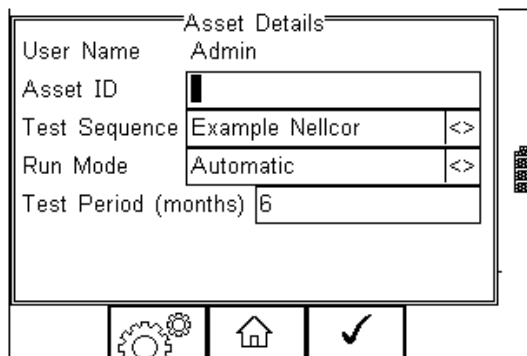 Asset Details
User Name Admin
Asset ID
Test Sequence Example Nellcor <>
Run Mode Automatic <>
Test Period (months) 6